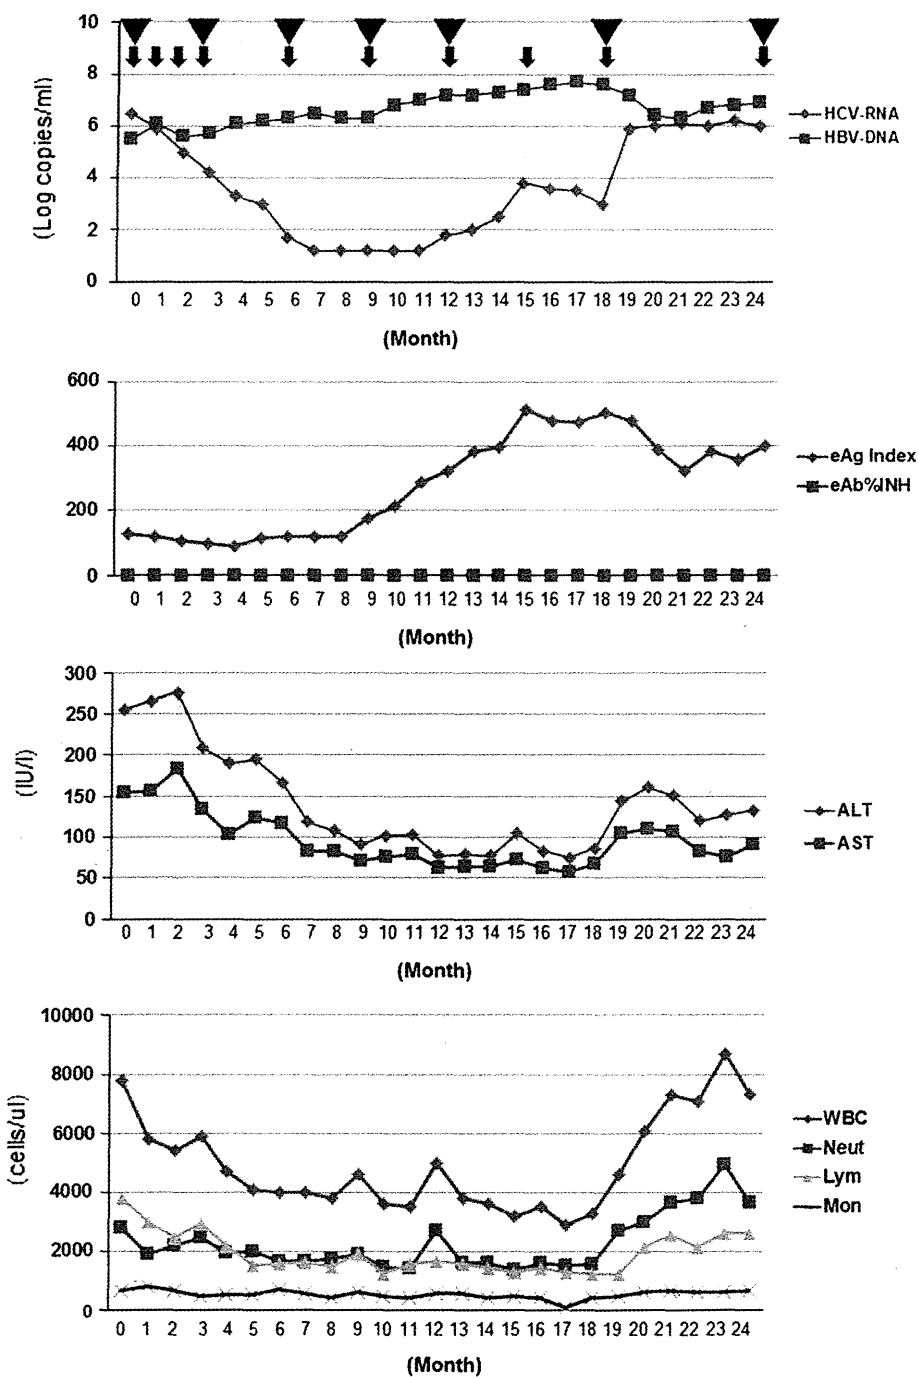 10
8
6
4
2
0
(Log copies/ml)
HCV-RNA
HBV-DNA
0 1 2 3 4 5 6 7 8 9 10 11 12 13 14 15 16 17 18 19 20 21 22 23 24
(Month)
600
400
200
0
eAg Index
eAb%INH
0 1 2 3 4 5 6 7 8 9 10 11 12 13 14 15 16 17 18 19 20 21 22 23 24
(Month)
300
250
200
150
100
50
0
(IU/l)
ALT
AST
0 1 2 3 4 5 6 7 8 9 10 11 12 13 14 15 16 17 18 19 20 21 22 23 24
(Month)
10000
8000
6000
4000
2000
0
(cells/ul)
WBC
Neut
Lym
Mon
0 1 2 3 4 5 6 7 8 9 10 11 12 13 14 15 16 17 18 19 20 21 22 23 24
(Month)